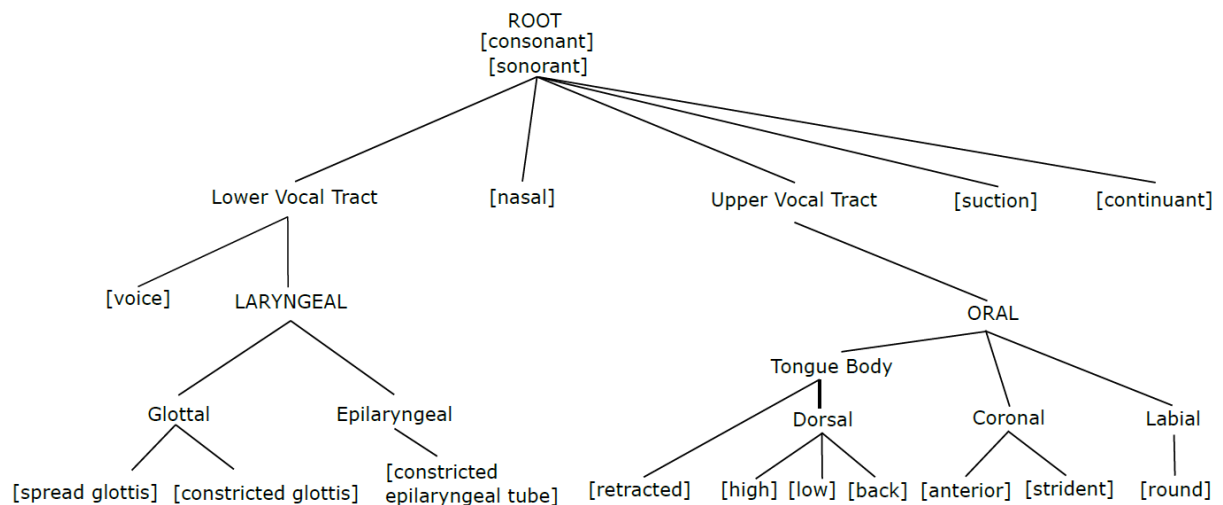 ROOT
[consonant]
[sonorant]
Lower Vocal Tract
[nasal]
Upper Vocal Tract
[suction]
[continuant]
[voice]
LARYNGEAL
ORAL
Tongue Body
Glottal
Epilaryngeal
Dorsal
Coronal
Labial
[spread glottis]
[constricted glottis]
[constricted
epilaryngeal tube]
[retracted]
[high]
[low]
[back]
[anterior]
[strident]
[round]